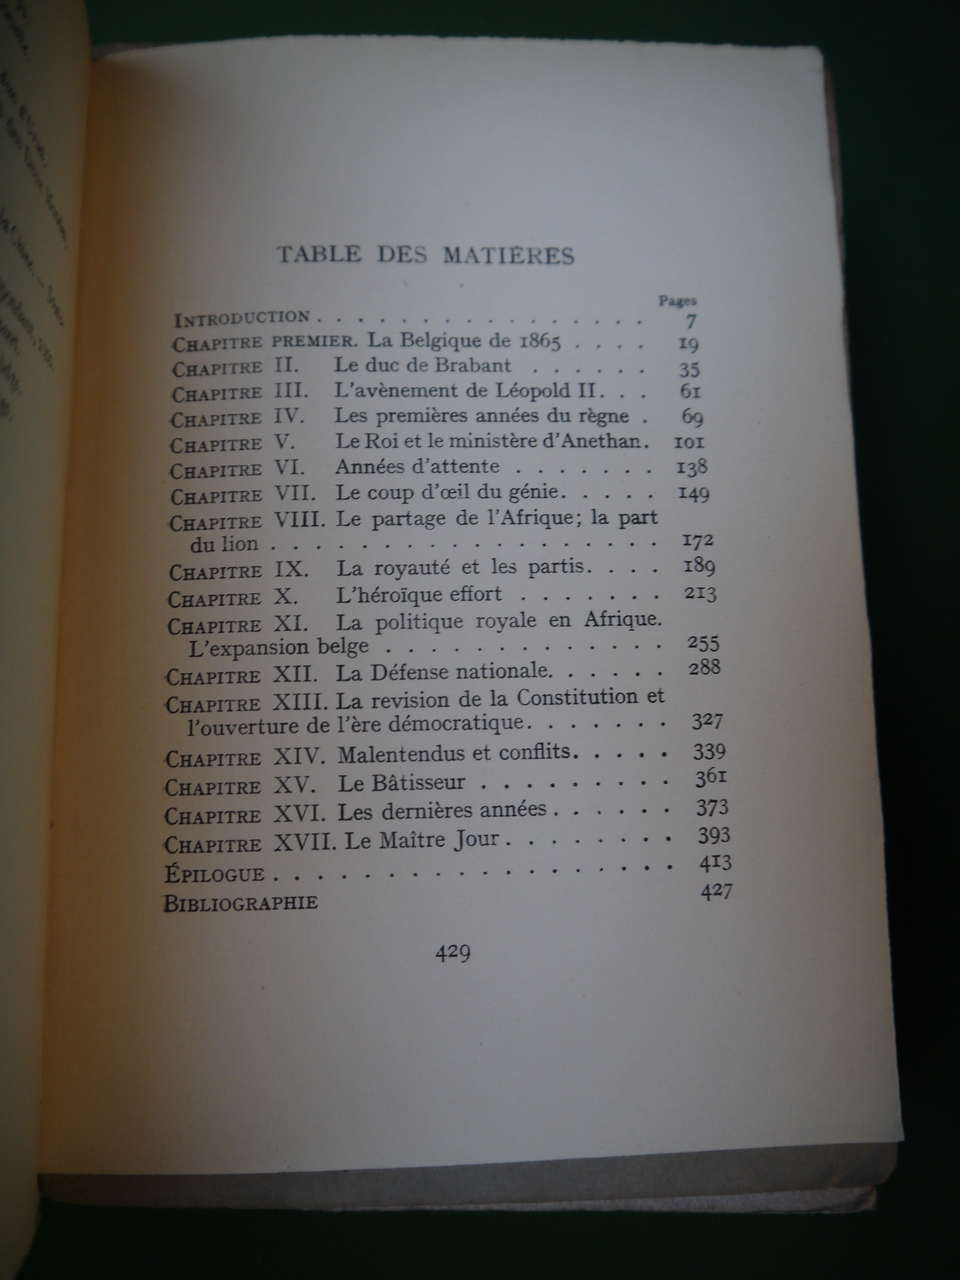 TABLE DES MATIÈRES
Pages
INTRODUCTION . . . . . . . . . . . . . . . 7
CHAPITRE PREMIER. La Belgique de 1865 . . . . 19
CHAPITRE II. Le duc de Brabant . . . . . . 35
CHAPITRE III. L'avènement de Léopold II. . . 61
CHAPITRE IV. Les premières années du règne . 69
CHAPITRE V. Le Roi et le ministère d'Anethan. 101
CHAPITRE VI. Années d'attente . . . . . . . 138
CHAPITRE VII. Le coup d'œil du génie. . . . . 149
CHAPITRE VIII. Le partage de l'Afrique; la part
du lion . . . . . . . . . . . . . . . . . 172
CHAPITRE IX. La royauté et les partis. . . . 189
CHAPITRE X. L'héroïque effort . . . . . . . 213
CHAPITRE XI. La politique royale en Afrique.
L'expansion belge . . . . . . . . . . . . . 255
CHAPITRE XII. La Défense nationale. . . . . . 288
CHAPITRE XIII. La revision de la Constitution et
l'ouverture de l'ère démocratique. . . . . . . 327
CHAPITRE XIV. Malentendus et conflits. . . . . 339
CHAPITRE XV. Le Bâtisseur . . . . . . . . . 361
CHAPITRE XVI. Les dernières années . . . . . . 373
CHAPITRE XVII. Le Maître Jour . . . . . . . . 393
ÉPILOGUE . . . . . . . . . . . . . . . . . . 413
BIBLIOGRAPHIE 427
429